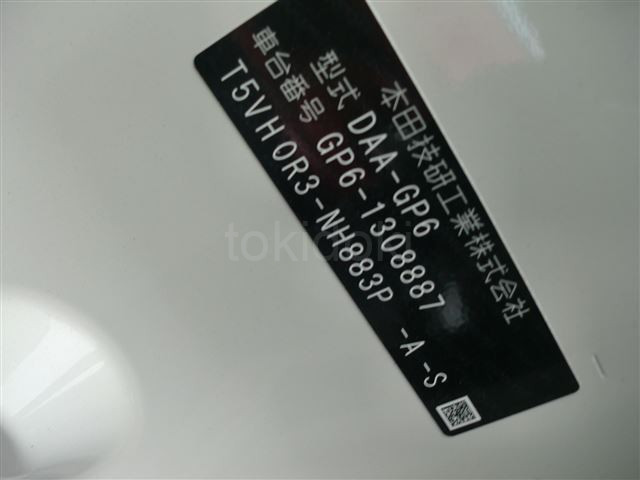 本田技研工業株式会社
型式 DAA-GP6
車台番号 GP6-1308887
T5VH0R3-NH883P -A-S